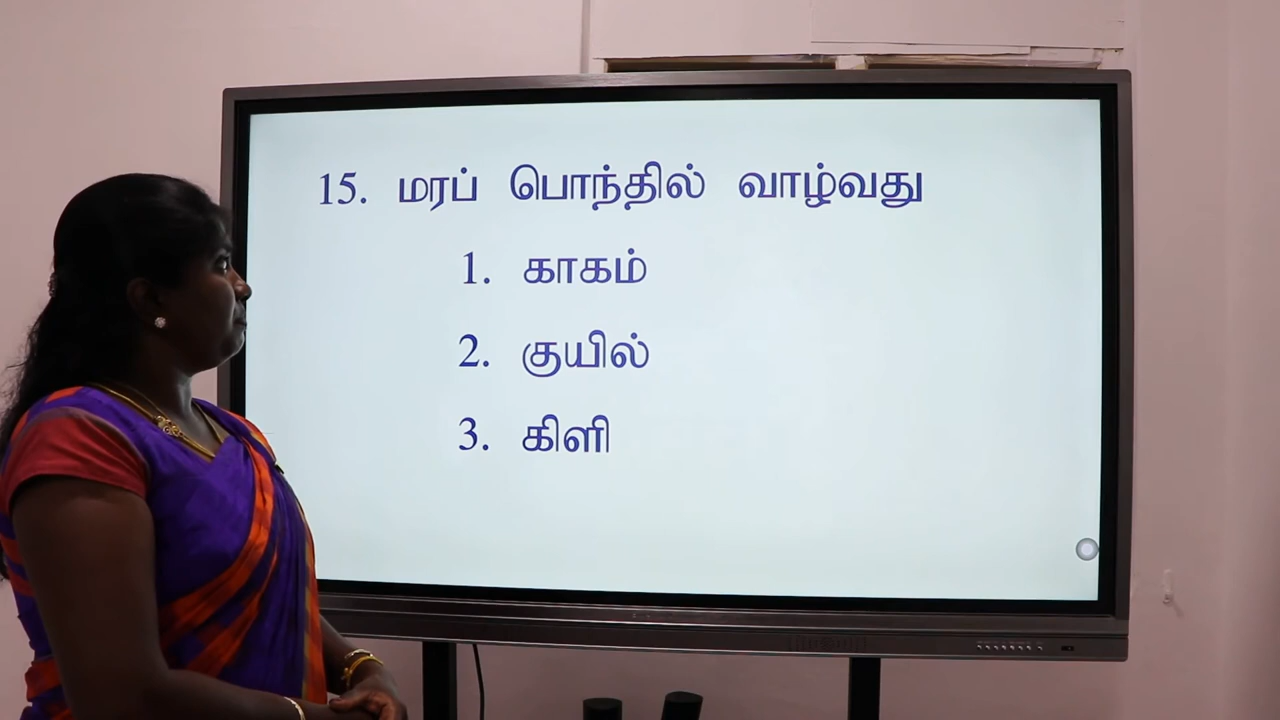 15. மரப் பொந்தில் வாழ்வது
1. காகம்
2. குயில்
3. கிளி